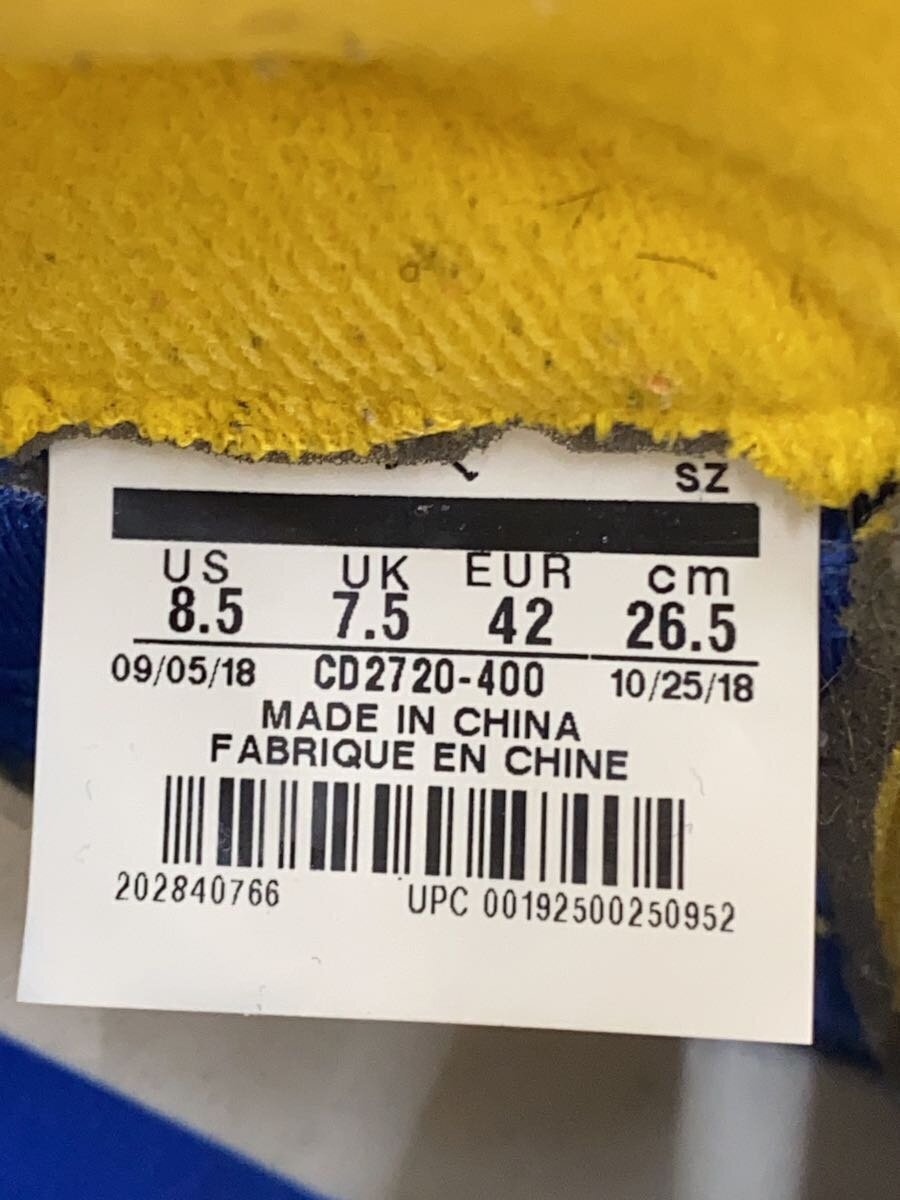 SZ
US UK EUR cm
8.5 7.5 42 26.5
09/05/18 CD2720-400 10/25/18
MADE IN CHINA
FABRIQUE EN CHINE
202840766 UPC 00192500250952